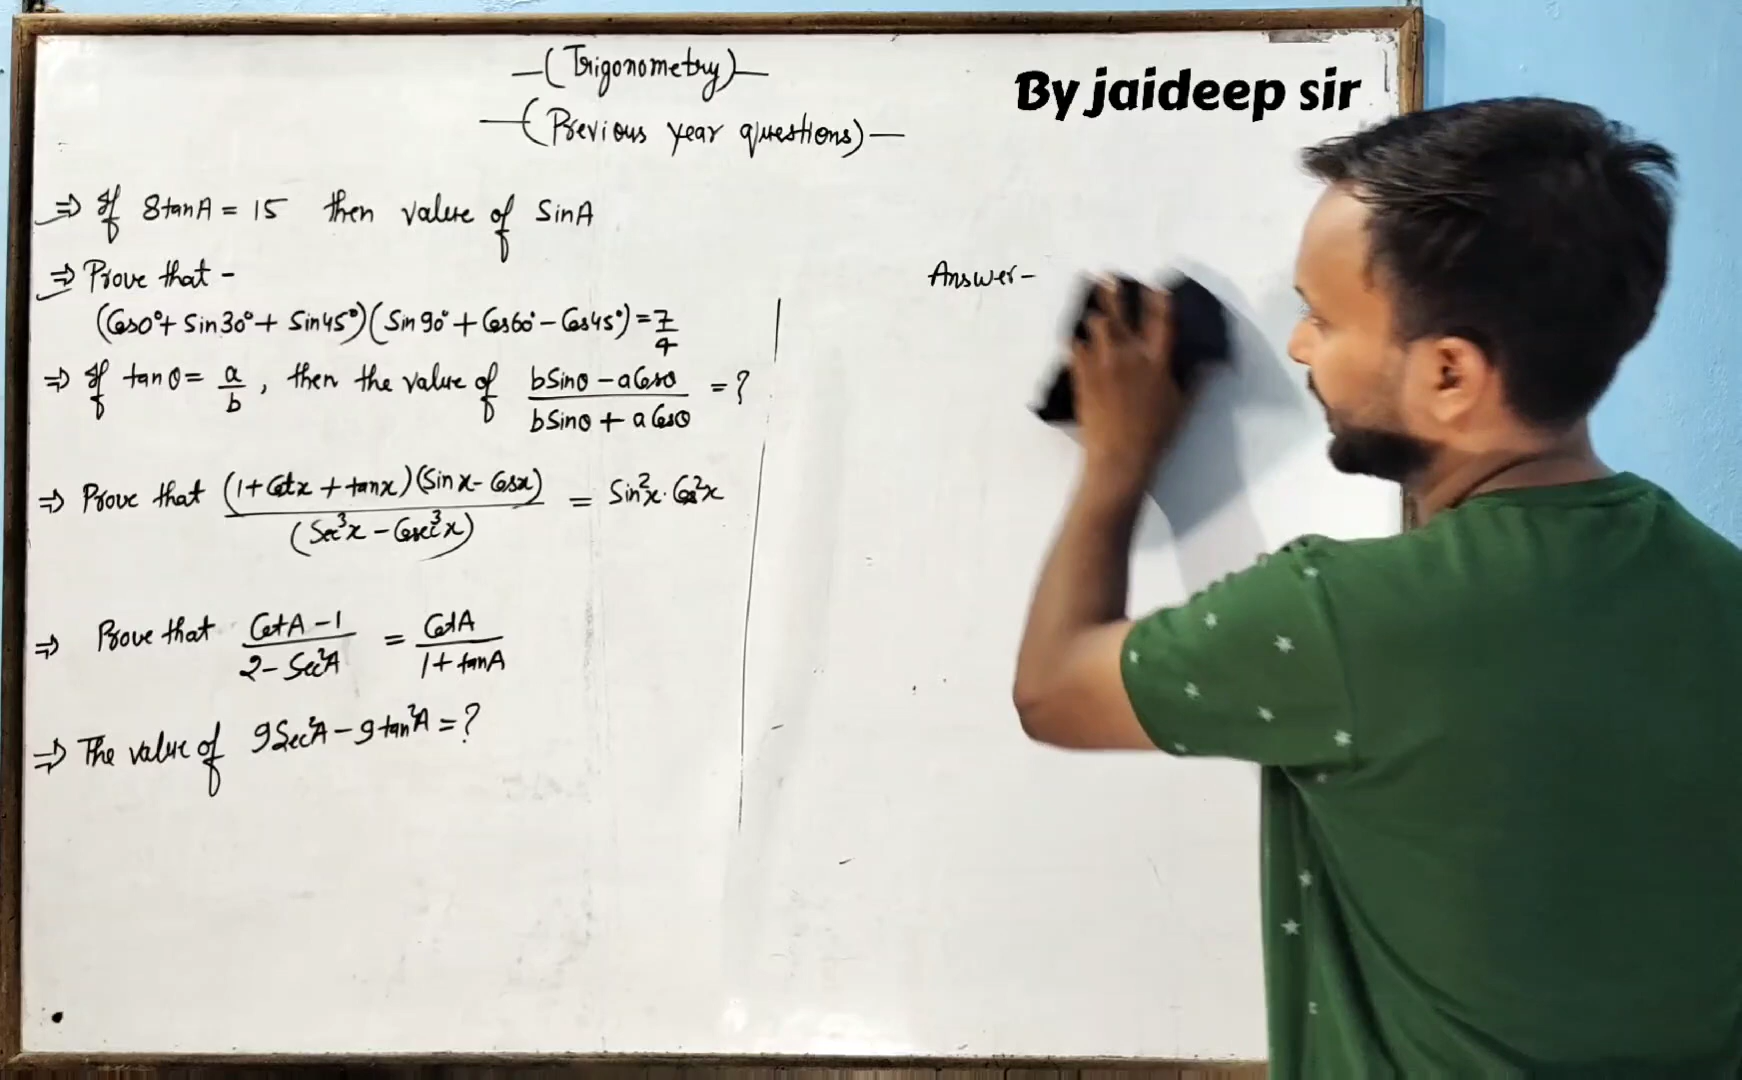 (Trigonometry)
By jaideep sir
(Previous year questions)
⇒ If 8tanA = 15 then value of SinA
⇒ Prove that -
(Cos0° + Sin30° + Sin45°)(Sin90° + Cos60° - Cos45°) = 7/4
⇒ If tanθ = a/b, then the value of (bSinθ - aCosθ)/(bSinθ + aCosθ) = ?
⇒ Prove that (1+Cotx + tanx)(Sinx - Cosx)/(Sec³x - Cosec³x) = Sin²x·Cos²x
⇒ Prove that (CotA - 1)/(2 - Sec²A) = CotA/(1 + tanA)
⇒ The value of 9Sec²A - 9tan²A = ?
Answer-